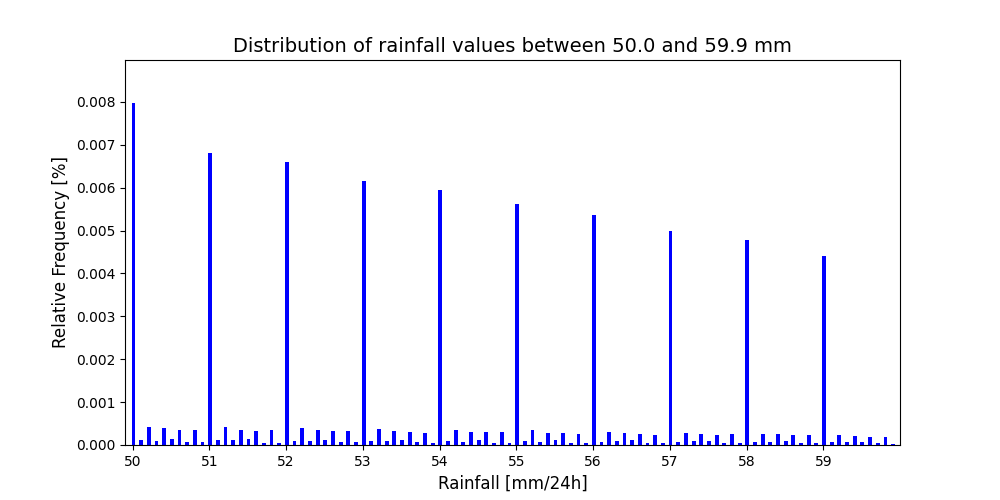 Distribution of rainfall values between 50.0 and 59.9 mm
Relative Frequency [%]
0.008
0.007
0.006
0.005
0.004
0.003
0.002
0.001
0.000
50 51 52 53 54 55 56 57 58 59
Rainfall [mm/24h]